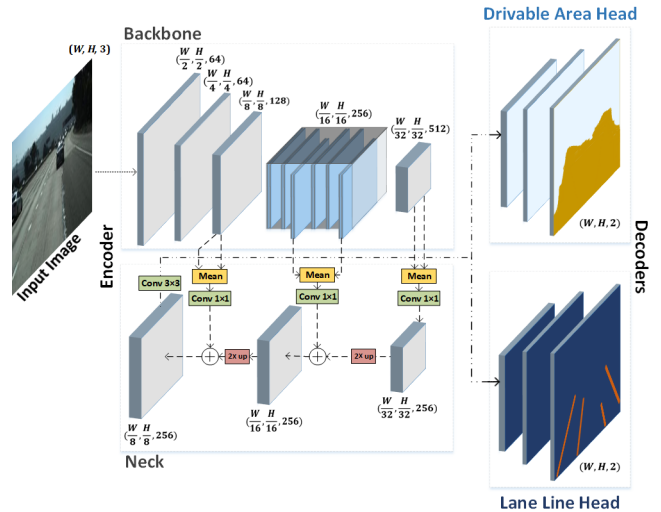 Drivable Area Head
Backbone
(W, H, 3)
(W/2, H/2, 64)
(W/4, H/4, 64)
(W/8, H/8, 128)
(W/16, H/16, 256)
(W/32, H/32, 512)
(W, H, 2)
Input Image
Encoder
Decoders
Mean
Mean
Mean
Conv 3×3
Conv 1×1
Conv 1×1
Conv 1×1
2× up
2× up
(W/8, H/8, 256)
(W/16, H/16, 256)
(W/32, H/32, 256)
(W, H, 2)
Neck
Lane Line Head